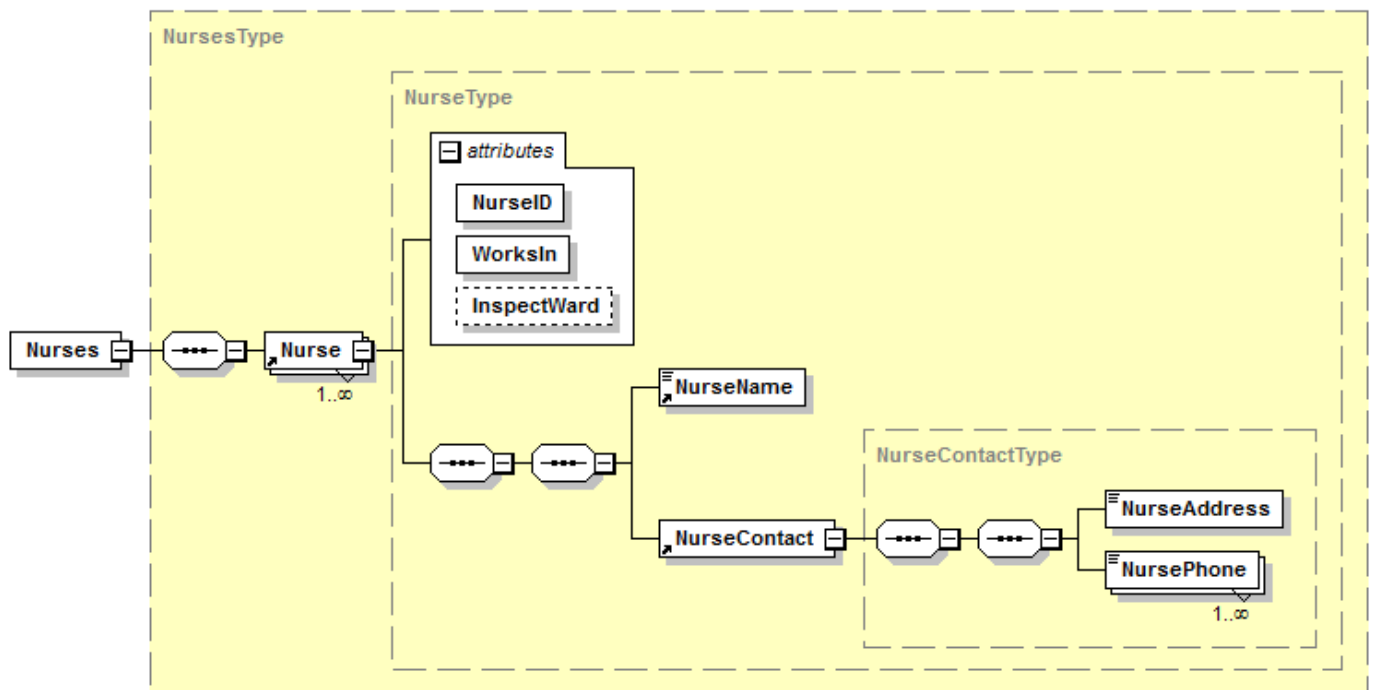 NursesType
NurseType
attributes
NurseID
WorksIn
InspectWard
Nurses
Nurse
1..∞
NurseName
NurseContactType
NurseContact
NurseAddress
NursePhone
1..∞